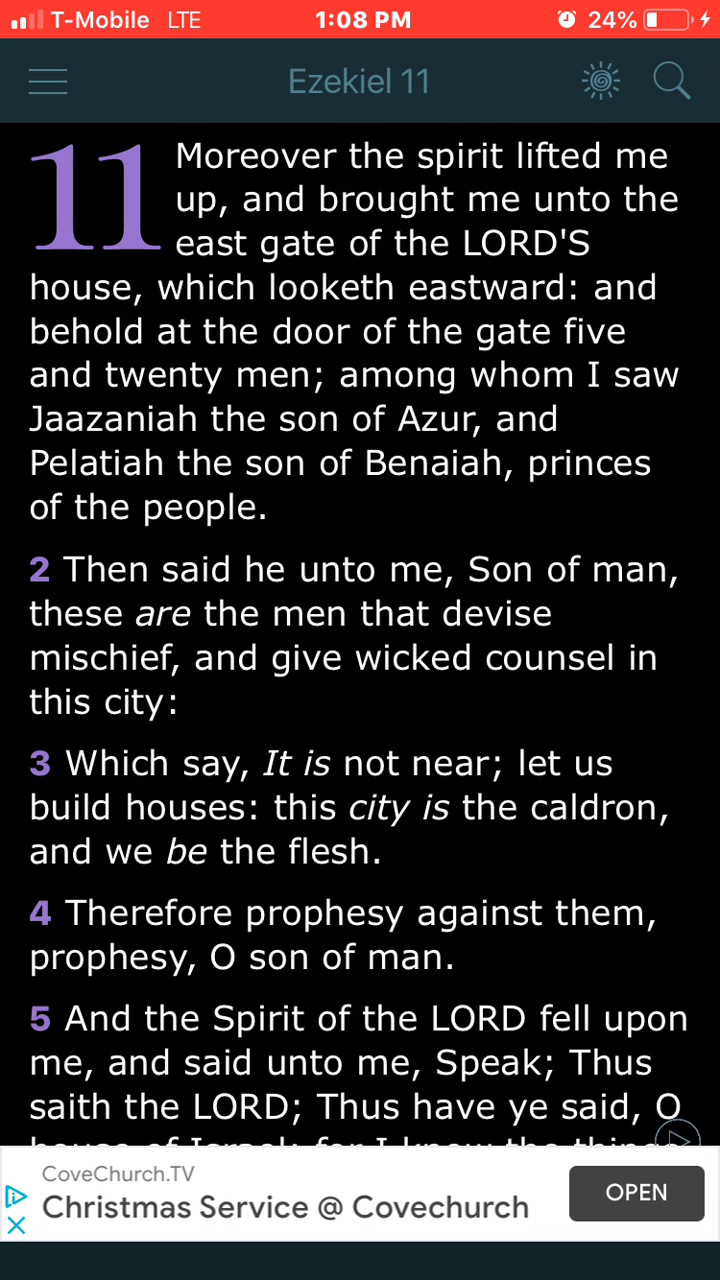 T-Mobile LTE 1:08 PM 24%
Ezekiel 11
11 Moreover the spirit lifted me
up, and brought me unto the
east gate of the LORD'S
house, which looketh eastward: and
behold at the door of the gate five
and twenty men; among whom I saw
Jaazaniah the son of Azur, and
Pelatiah the son of Benaiah, princes
of the people.
2 Then said he unto me, Son of man,
these are the men that devise
mischief, and give wicked counsel in
this city:
3 Which say, It is not near; let us
build houses: this city is the caldron,
and we be the flesh.
4 Therefore prophesy against them,
prophesy, O son of man.
5 And the Spirit of the LORD fell upon
me, and said unto me, Speak; Thus
saith the LORD; Thus have ye said, O
house of Israel: for I know the things
CoveChurch.TV
Christmas Service @ Covechurch
OPEN